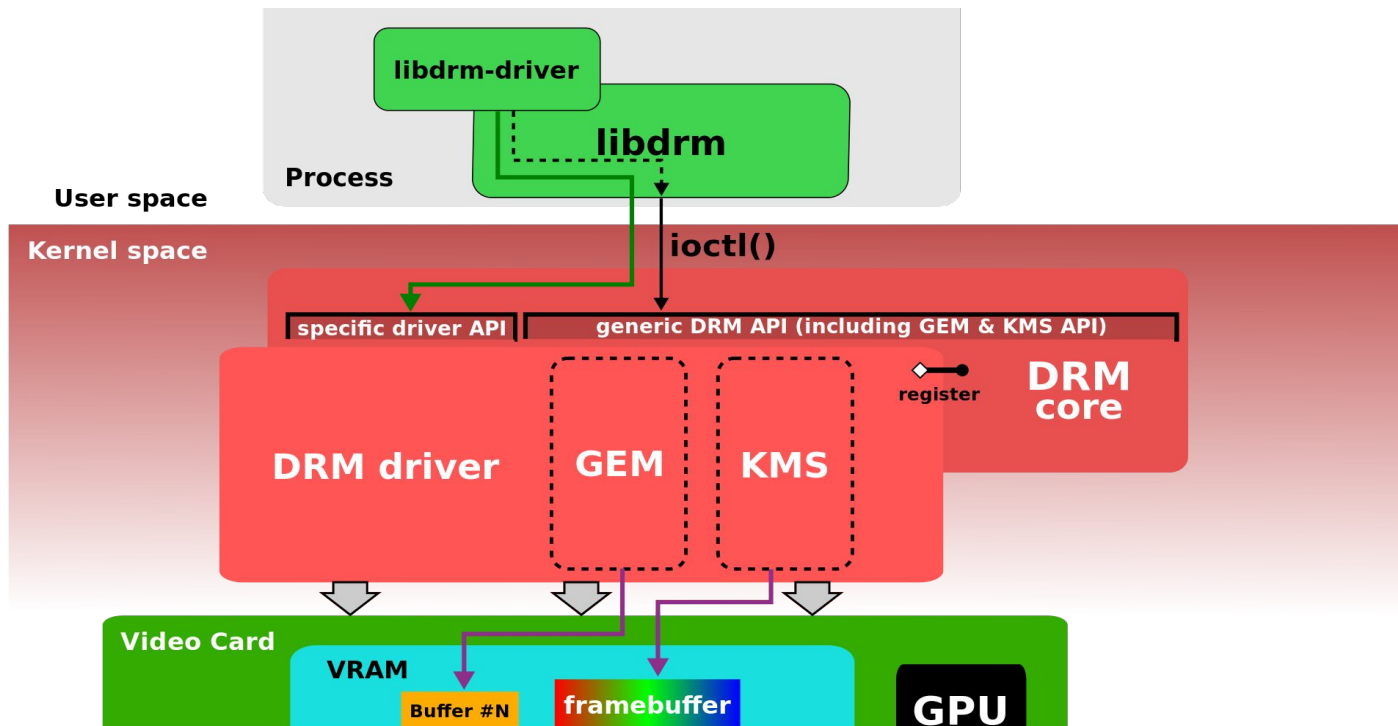 libdrm-driver
libdrm
Process
User space
Kernel space
ioctl()
specific driver API
generic DRM API (including GEM & KMS API)
register
DRM
core
DRM driver
GEM
KMS
Video Card
VRAM
Buffer #N
framebuffer
GPU